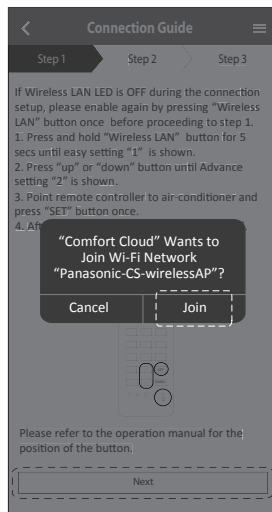 Connection Guide
Step 1 Step 2 Step 3
If Wireless LAN LED is OFF during the connection
setup, please enable again by pressing "Wireless
LAN" button once before proceeding to step 1.
1. Press and hold "Wireless LAN" button for 5
secs until easy setting "1" is shown.
2. Press "up" or "down" button until Advance
setting "2" is shown.
3. Point remote controller to air-conditioner and
press "SET" button once.
4.
"Comfort Cloud" Wants to
Join Wi-Fi Network
"Panasonic-CS-wirelessAP"?
Cancel Join
Please refer to the operation manual for the
position of the button.
Next